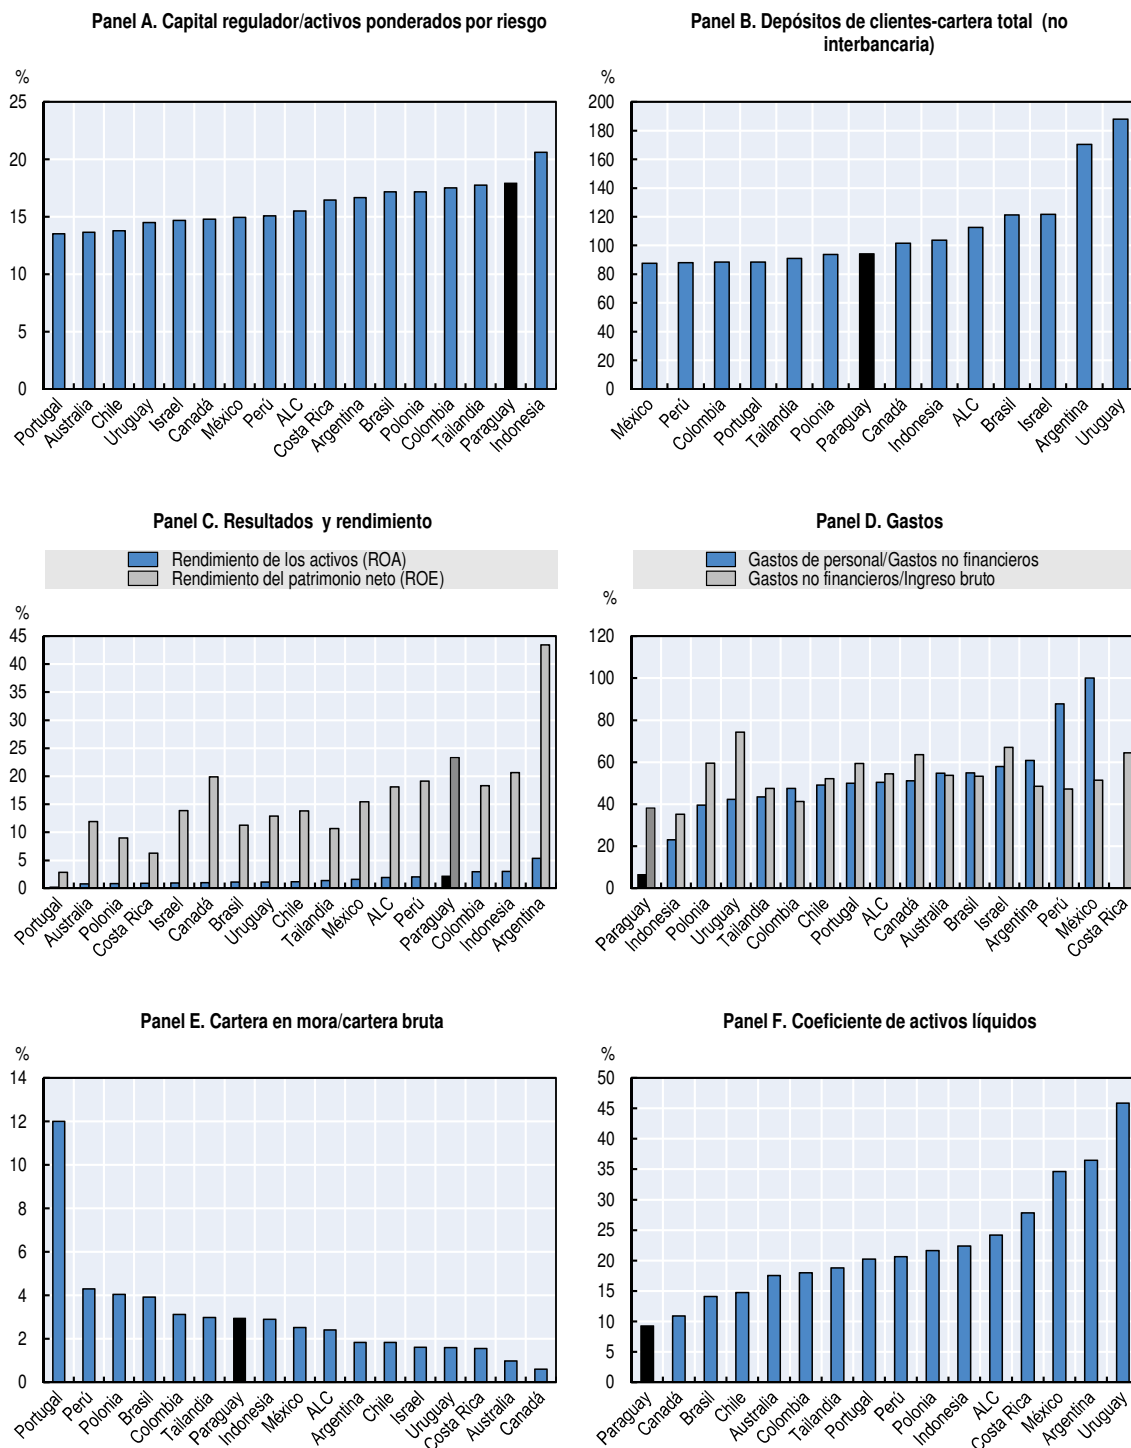 Panel A. Capital regulador/activos ponderados por riesgo
%
25
20
15
10
5
0
Portugal
Australia
Chile
Uruguay
Israel
Canadá
México
Perú
ALC
Costa Rica
Argentina
Brasil
Polonia
Colombia
Tailandia
Paraguay
Indonesia
Panel B. Depósitos de clientes-cartera total (no
interbancaria)
%
200
180
160
140
120
100
80
60
40
20
0
México
Perú
Colombia
Portugal
Tailandia
Polonia
Paraguay
Canadá
Indonesia
ALC
Brasil
Israel
Argentina
Uruguay
Panel C. Resultados y rendimiento
Rendimiento de los activos (ROA)
Rendimiento del patrimonio neto (ROE)
%
45
40
35
30
25
20
15
10
5
0
Portugal
Australia
Polonia
Costa Rica
Israel
Canadá
Brasil
Uruguay
Chile
Tailandia
México
ALC
Perú
Paraguay
Colombia
Indonesia
Argentina
Panel D. Gastos
Gastos de personal/Gastos no financieros
Gastos no financieros/Ingreso bruto
%
120
100
80
60
40
20
0
Paraguay
Indonesia
Polonia
Uruguay
Tailandia
Colombia
Chile
Portugal
ALC
Canadá
Australia
Brasil
Israel
Argentina
Perú
México
Costa Rica
Panel E. Cartera en mora/cartera bruta
%
14
12
10
8
6
4
2
0
Portugal
Perú
Polonia
Brasil
Colombia
Tailandia
Paraguay
Indonesia
México
ALC
Argentina
Chile
Israel
Uruguay
Costa Rica
Australia
Canadá
Panel F. Coeficiente de activos líquidos
%
50
45
40
35
30
25
20
15
10
5
0
Paraguay
Canadá
Brasil
Chile
Australia
Colombia
Tailandia
Portugal
Perú
Polonia
Indonesia
ALC
Costa Rica
México
Argentina
Uruguay